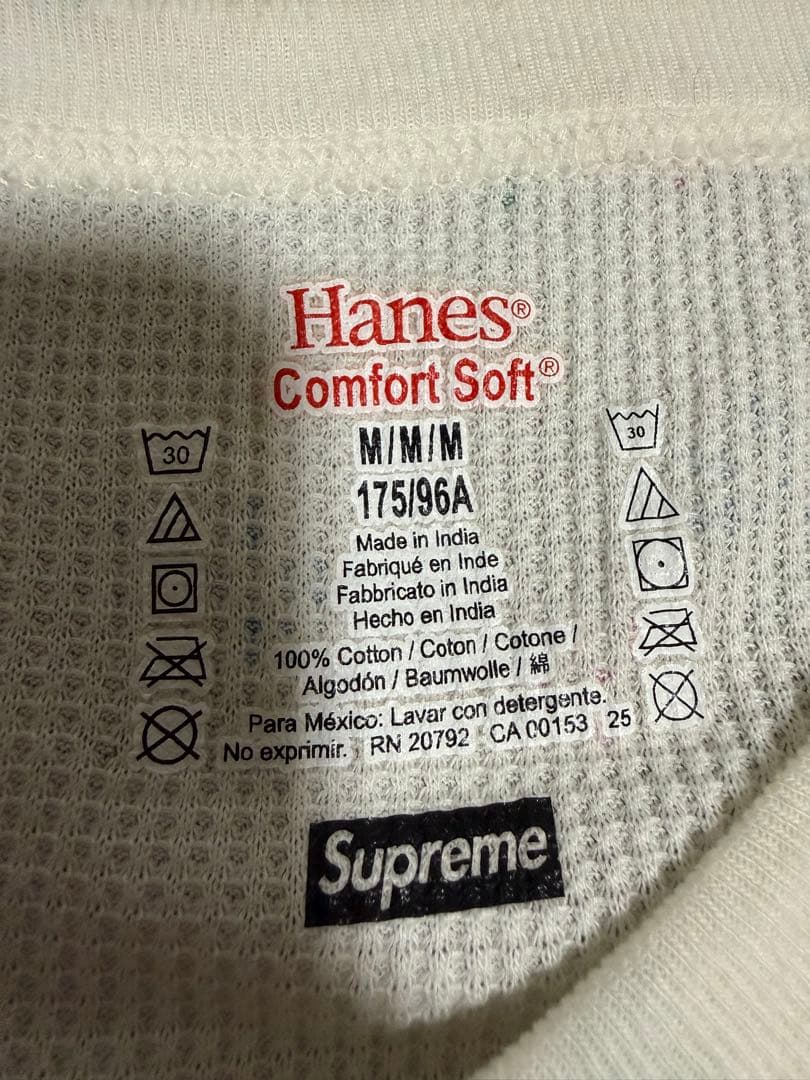 Hanes®
Comfort Soft®
M/M/M
175/96A
30
30
Made in India
Fabriqué en Inde
Fabbricato in India
Hecho en India
100% Cotton / Coton / Cotone /
Algodón / Baumwolle / 綿
Para México: Lavar con detergente.
No exprimir. RN 20792 CA 00153 25
Supreme